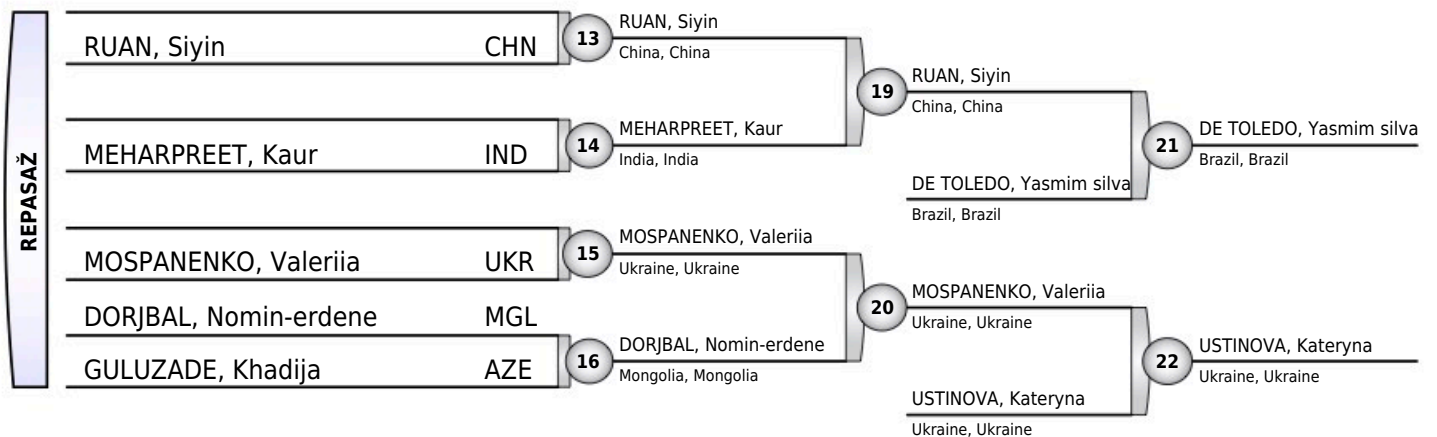 REPASAŽ
RUAN, Siyin CHN
MEHARPREET, Kaur IND
MOSPANENKO, Valeriia UKR
DORJBAL, Nomin-erdene MGL
GULUZADE, Khadija AZE
13
RUAN, Siyin
China, China
14
MEHARPREET, Kaur
India, India
15
MOSPANENKO, Valeriia
Ukraine, Ukraine
16
DORJBAL, Nomin-erdene
Mongolia, Mongolia
19
RUAN, Siyin
China, China
DE TOLEDO, Yasmim silva
Brazil, Brazil
20
MOSPANENKO, Valeriia
Ukraine, Ukraine
USTINOVA, Kateryna
Ukraine, Ukraine
21
DE TOLEDO, Yasmim silva
Brazil, Brazil
22
USTINOVA, Kateryna
Ukraine, Ukraine